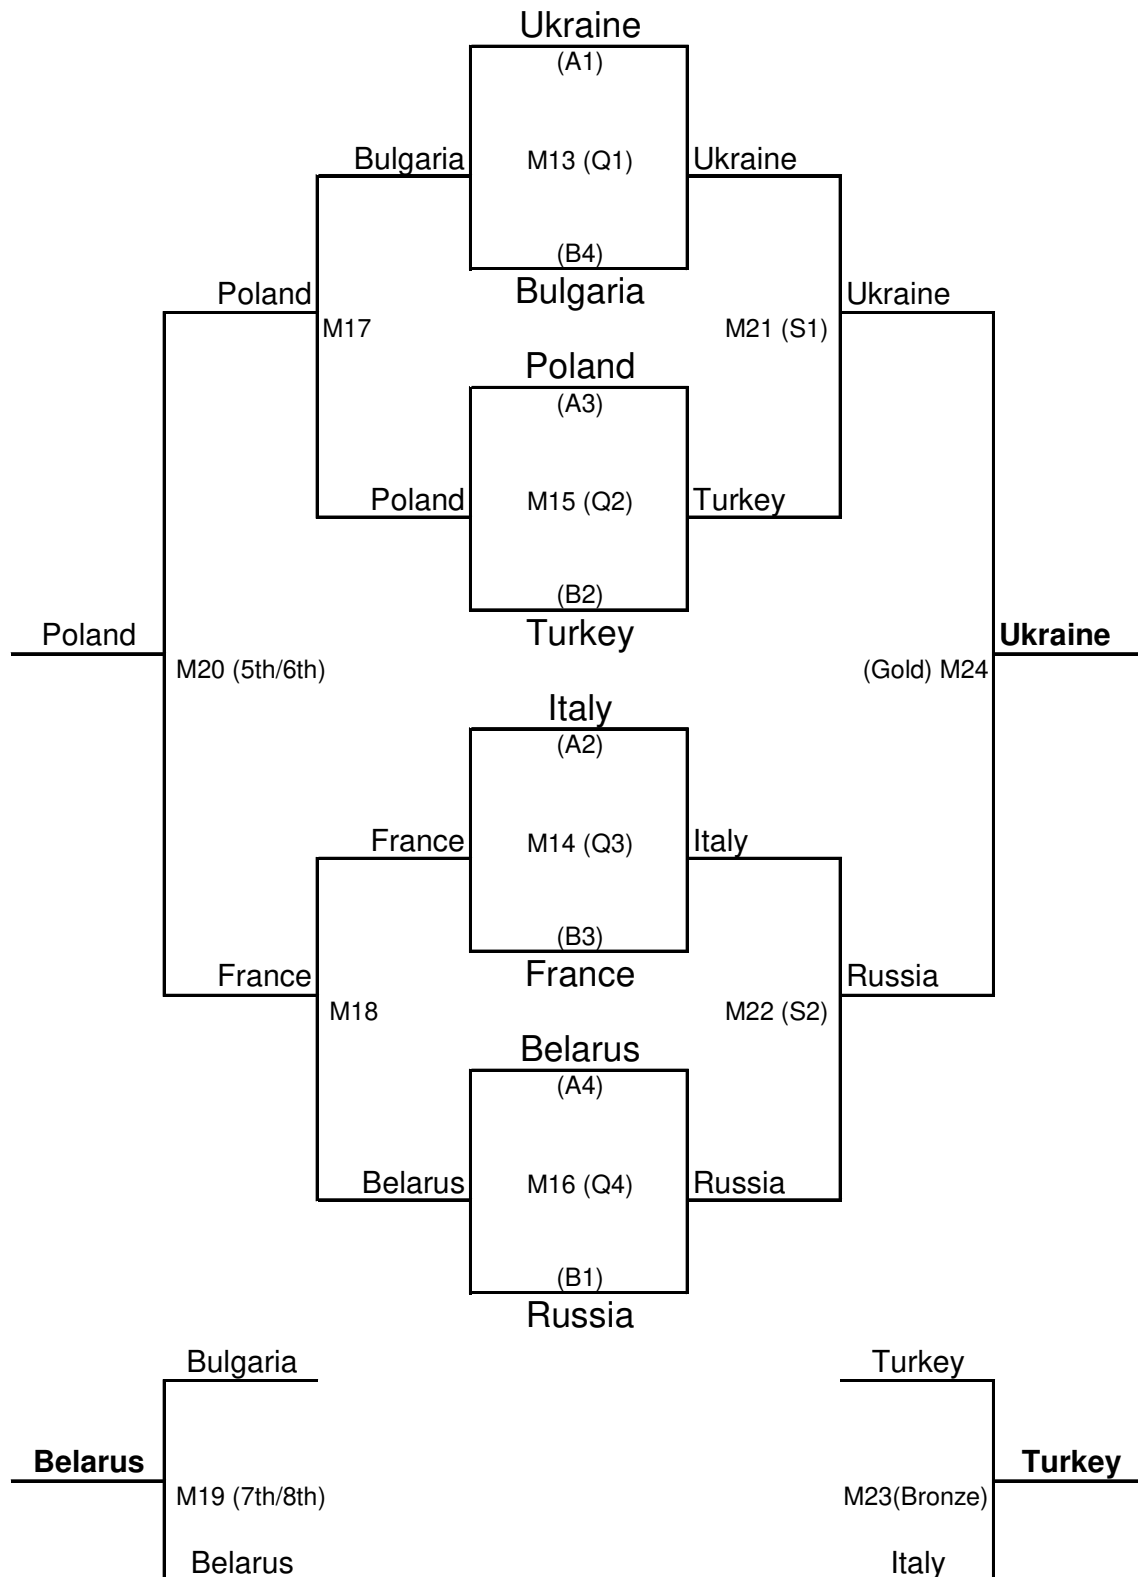 Ukraine
(A1)
Bulgaria M13 (Q1) Ukraine
(B4)
Bulgaria
Poland Ukraine
M17 M21 (S1)
Poland
(A3)
Poland M15 (Q2) Turkey
(B2)
Turkey
Poland Ukraine
M20 (5th/6th) (Gold) M24
Italy
(A2)
France M14 (Q3) Italy
(B3)
France
France Russia
M18 M22 (S2)
Belarus
(A4)
Belarus M16 (Q4) Russia
(B1)
Russia
Bulgaria Turkey
Belarus Turkey
M19 (7th/8th) M23(Bronze)
Belarus Italy